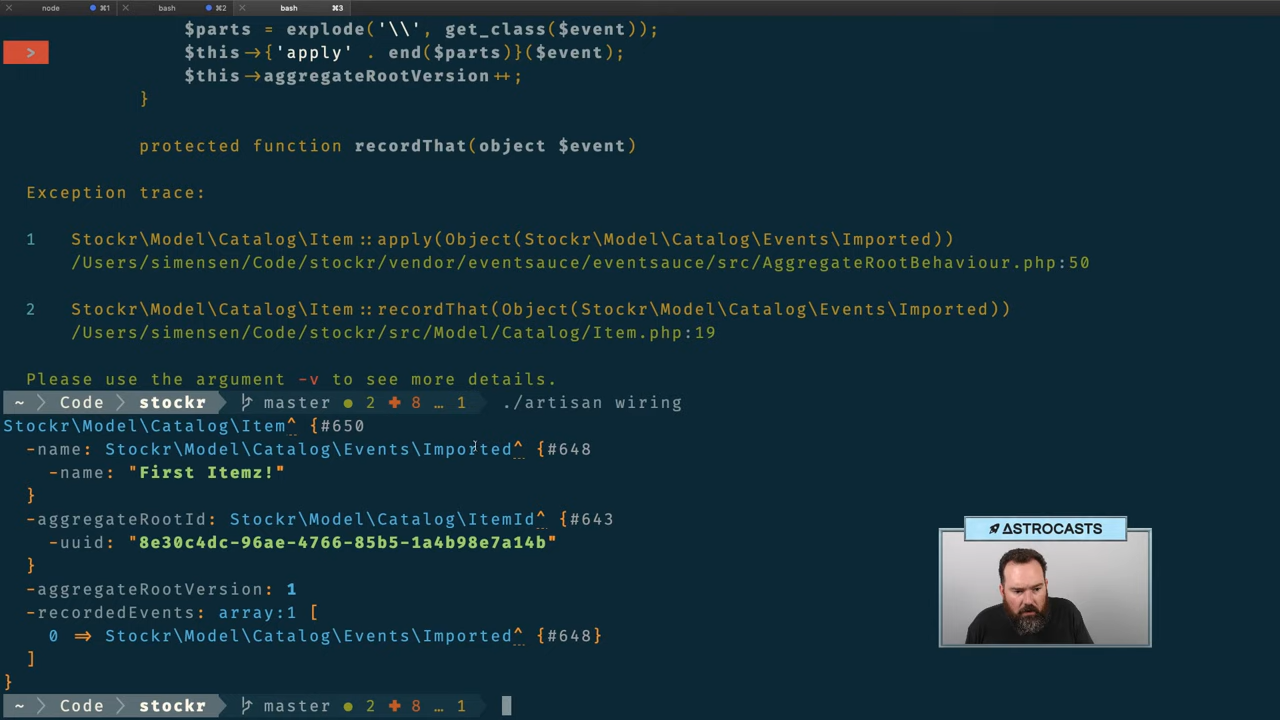 node ⌘1 bash ⌘2 bash ⌘3
$parts = explode('\\', get_class($event));
> $this->{'apply' . end($parts)}($event);
$this->aggregateRootVersion++;
}
protected function recordThat(object $event)
Exception trace:
1 Stockr\Model\Catalog\Item::apply(Object(Stockr\Model\Catalog\Events\Imported))
/Users/simensen/Code/stockr/vendor/eventsauce/eventsauce/src/AggregateRootBehaviour.php:50
2 Stockr\Model\Catalog\Item::recordThat(Object(Stockr\Model\Catalog\Events\Imported))
/Users/simensen/Code/stockr/src/Model/Catalog/Item.php:19
Please use the argument -v to see more details.
~ Code stockr master ● 2 ✚ 8 … 1 ./artisan wiring
Stockr\Model\Catalog\Item^ {#650
-name: Stockr\Model\Catalog\Events\Imported^ {#648
-name: "First Itemz!"
}
-aggregateRootId: Stockr\Model\Catalog\ItemId^ {#643
-uuid: "8e30c4dc-96ae-4766-85b5-1a4b98e7a14b"
}
-aggregateRootVersion: 1
-recordedEvents: array:1 [
0 => Stockr\Model\Catalog\Events\Imported^ {#648}
]
}
~ Code stockr master ● 2 ✚ 8 … 1
ASTROCASTS